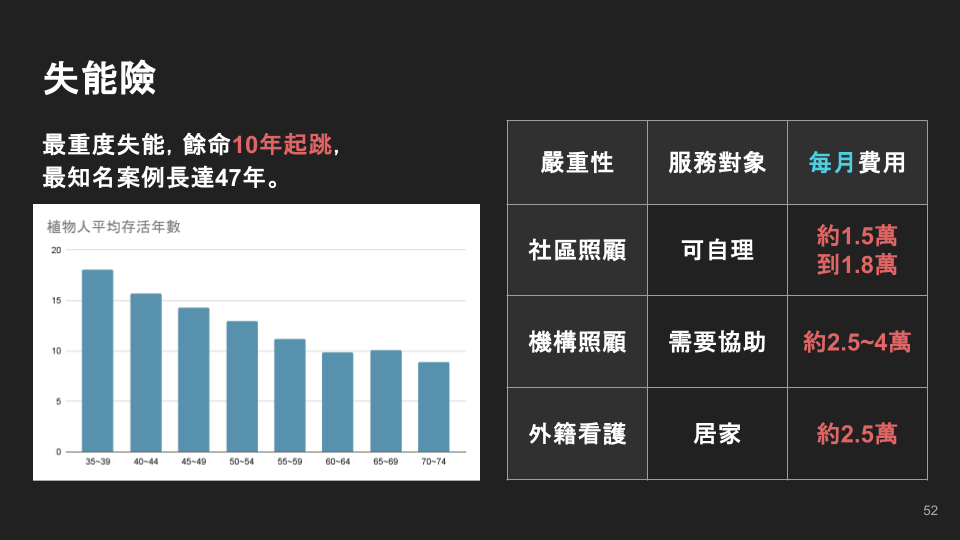 失能險
最重度失能，餘命10年起跳，
最知名案例長達47年。
植物人平均存活年數
20
15
10
5
0
35~39 40~44 45~49 50~54 55~59 60~64 65~69 70~74
嚴重性 服務對象 每月費用
社區照顧 可自理 約1.5萬
到1.8萬
機構照顧 需要協助 約2.5~4萬
外籍看護 居家 約2.5萬
52